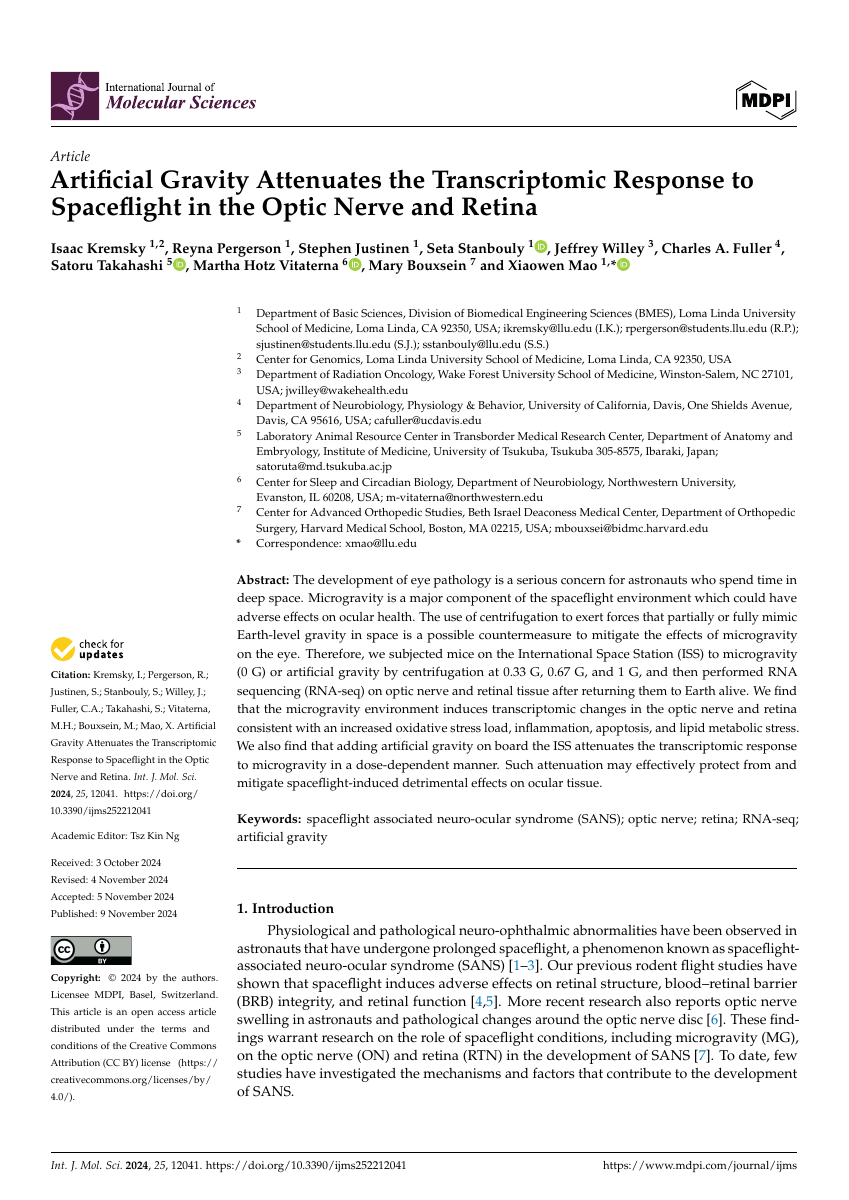 International Journal of
Molecular Sciences
MDPI
Article
Artificial Gravity Attenuates the Transcriptomic Response to
Spaceflight in the Optic Nerve and Retina
Isaac Kremsky 1,2, Reyna Pergerson 1, Stephen Justinen 1, Seta Stanbouly 1 iD, Jeffrey Willey 3, Charles A. Fuller 4,
Satoru Takahashi 5 iD, Martha Hotz Vitaterna 6 iD, Mary Bouxsein 7 and Xiaowen Mao 1,* iD
1 Department of Basic Sciences, Division of Biomedical Engineering Sciences (BMES), Loma Linda University
School of Medicine, Loma Linda, CA 92350, USA; ikremsky@llu.edu (I.K.); rpergerson@students.llu.edu (R.P.);
sjustinen@students.llu.edu (S.J.); sstanbouly@llu.edu (S.S.)
2 Center for Genomics, Loma Linda University School of Medicine, Loma Linda, CA 92350, USA
3 Department of Radiation Oncology, Wake Forest University School of Medicine, Winston-Salem, NC 27101,
USA; jwilley@wakehealth.edu
4 Department of Neurobiology, Physiology & Behavior, University of California, Davis, One Shields Avenue,
Davis, CA 95616, USA; cafuller@ucdavis.edu
5 Laboratory Animal Resource Center in Transborder Medical Research Center, Department of Anatomy and
Embryology, Institute of Medicine, University of Tsukuba, Tsukuba 305-8575, Ibaraki, Japan;
satoruta@md.tsukuba.ac.jp
6 Center for Sleep and Circadian Biology, Department of Neurobiology, Northwestern University,
Evanston, IL 60208, USA; m-vitaterna@northwestern.edu
7 Center for Advanced Orthopedic Studies, Beth Israel Deaconess Medical Center, Department of Orthopedic
Surgery, Harvard Medical School, Boston, MA 02215, USA; mbouxsei@bidmc.harvard.edu
* Correspondence: xmao@llu.edu
Abstract: The development of eye pathology is a serious concern for astronauts who spend time in
deep space. Microgravity is a major component of the spaceflight environment which could have
adverse effects on ocular health. The use of centrifugation to exert forces that partially or fully mimic
Earth-level gravity in space is a possible countermeasure to mitigate the effects of microgravity
on the eye. Therefore, we subjected mice on the International Space Station (ISS) to microgravity
(0 G) or artificial gravity by centrifugation at 0.33 G, 0.67 G, and 1 G, and then performed RNA
sequencing (RNA-seq) on optic nerve and retinal tissue after returning them to Earth alive. We find
that the microgravity environment induces transcriptomic changes in the optic nerve and retina
consistent with an increased oxidative stress load, inflammation, apoptosis, and lipid metabolic stress.
We also find that adding artificial gravity on board the ISS attenuates the transcriptomic response
to microgravity in a dose-dependent manner. Such attenuation may effectively protect from and
mitigate spaceflight-induced detrimental effects on ocular tissue.
Keywords: spaceflight associated neuro-ocular syndrome (SANS); optic nerve; retina; RNA-seq;
artificial gravity
check for
updates
Citation: Kremsky, I.; Pergerson, R.;
Justinen, S.; Stanbouly, S.; Willey, J.;
Fuller, C.A.; Takahashi, S.; Vitaterna,
M.H.; Bouxsein, M.; Mao, X. Artificial
Gravity Attenuates the Transcriptomic
Response to Spaceflight in the Optic
Nerve and Retina. Int. J. Mol. Sci.
2024, 25, 12041. https://doi.org/
10.3390/ijms252212041
Academic Editor: Tsz Kin Ng
Received: 3 October 2024
Revised: 4 November 2024
Accepted: 5 November 2024
Published: 9 November 2024
CC BY
Copyright: © 2024 by the authors.
Licensee MDPI, Basel, Switzerland.
This article is an open access article
distributed under the terms and
conditions of the Creative Commons
Attribution (CC BY) license (https://
creativecommons.org/licenses/by/
4.0/).
1. Introduction
Physiological and pathological neuro-ophthalmic abnormalities have been observed in
astronauts that have undergone prolonged spaceflight, a phenomenon known as spaceflight-
associated neuro-ocular syndrome (SANS) [1–3]. Our previous rodent flight studies have
shown that spaceflight induces adverse effects on retinal structure, blood–retinal barrier
(BRB) integrity, and retinal function [4,5]. More recent research also reports optic nerve
swelling in astronauts and pathological changes around the optic nerve disc [6]. These find-
ings warrant research on the role of spaceflight conditions, including microgravity (MG),
on the optic nerve (ON) and retina (RTN) in the development of SANS [7]. To date, few
studies have investigated the mechanisms and factors that contribute to the development
of SANS.
Int. J. Mol. Sci. 2024, 25, 12041. https://doi.org/10.3390/ijms252212041
https://www.mdpi.com/journal/ijms